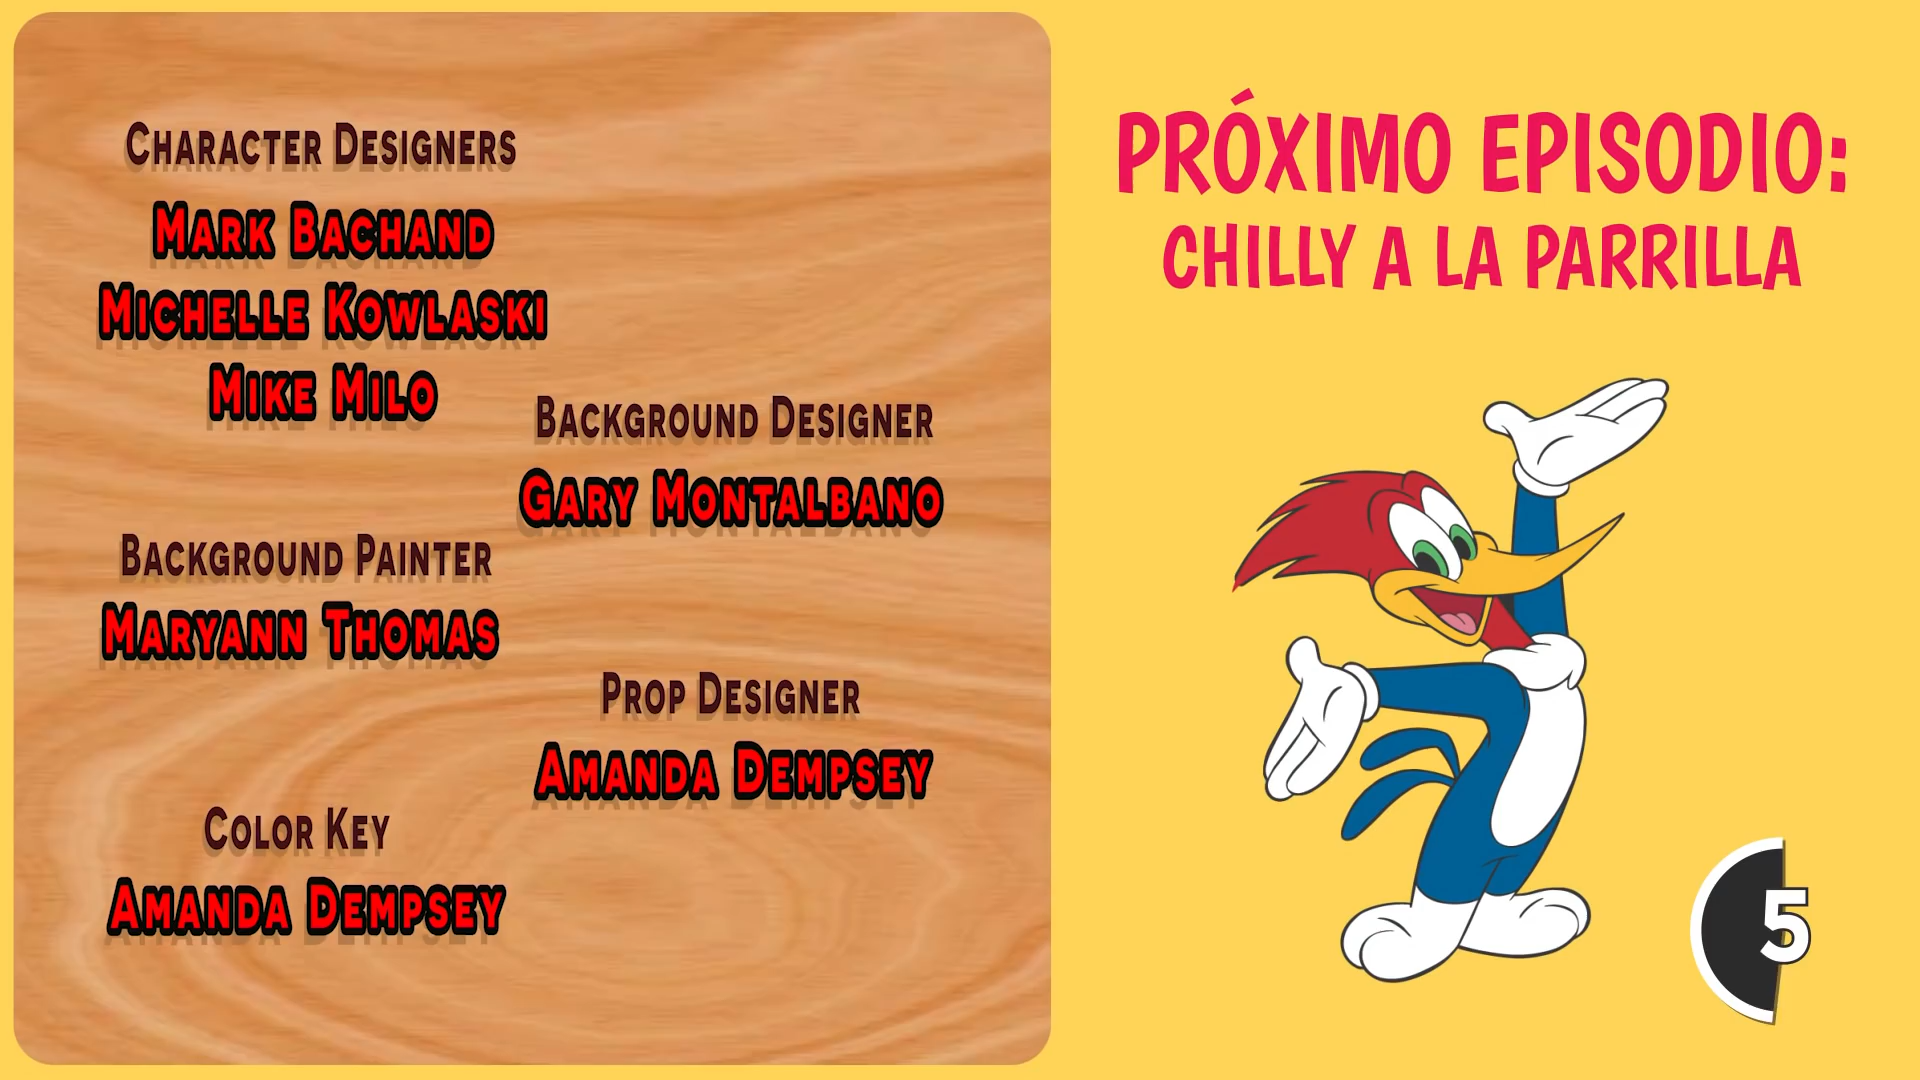 Character Designers
Mark Bachand
Michelle Kowlaski
Mike Milo
Background Designer
Gary Montalbano
Background Painter
Maryann Thomas
Prop Designer
Amanda Dempsey
Color Key
Amanda Dempsey
PRÓXIMO EPISODIO:
CHILLY A LA PARRILLA
5